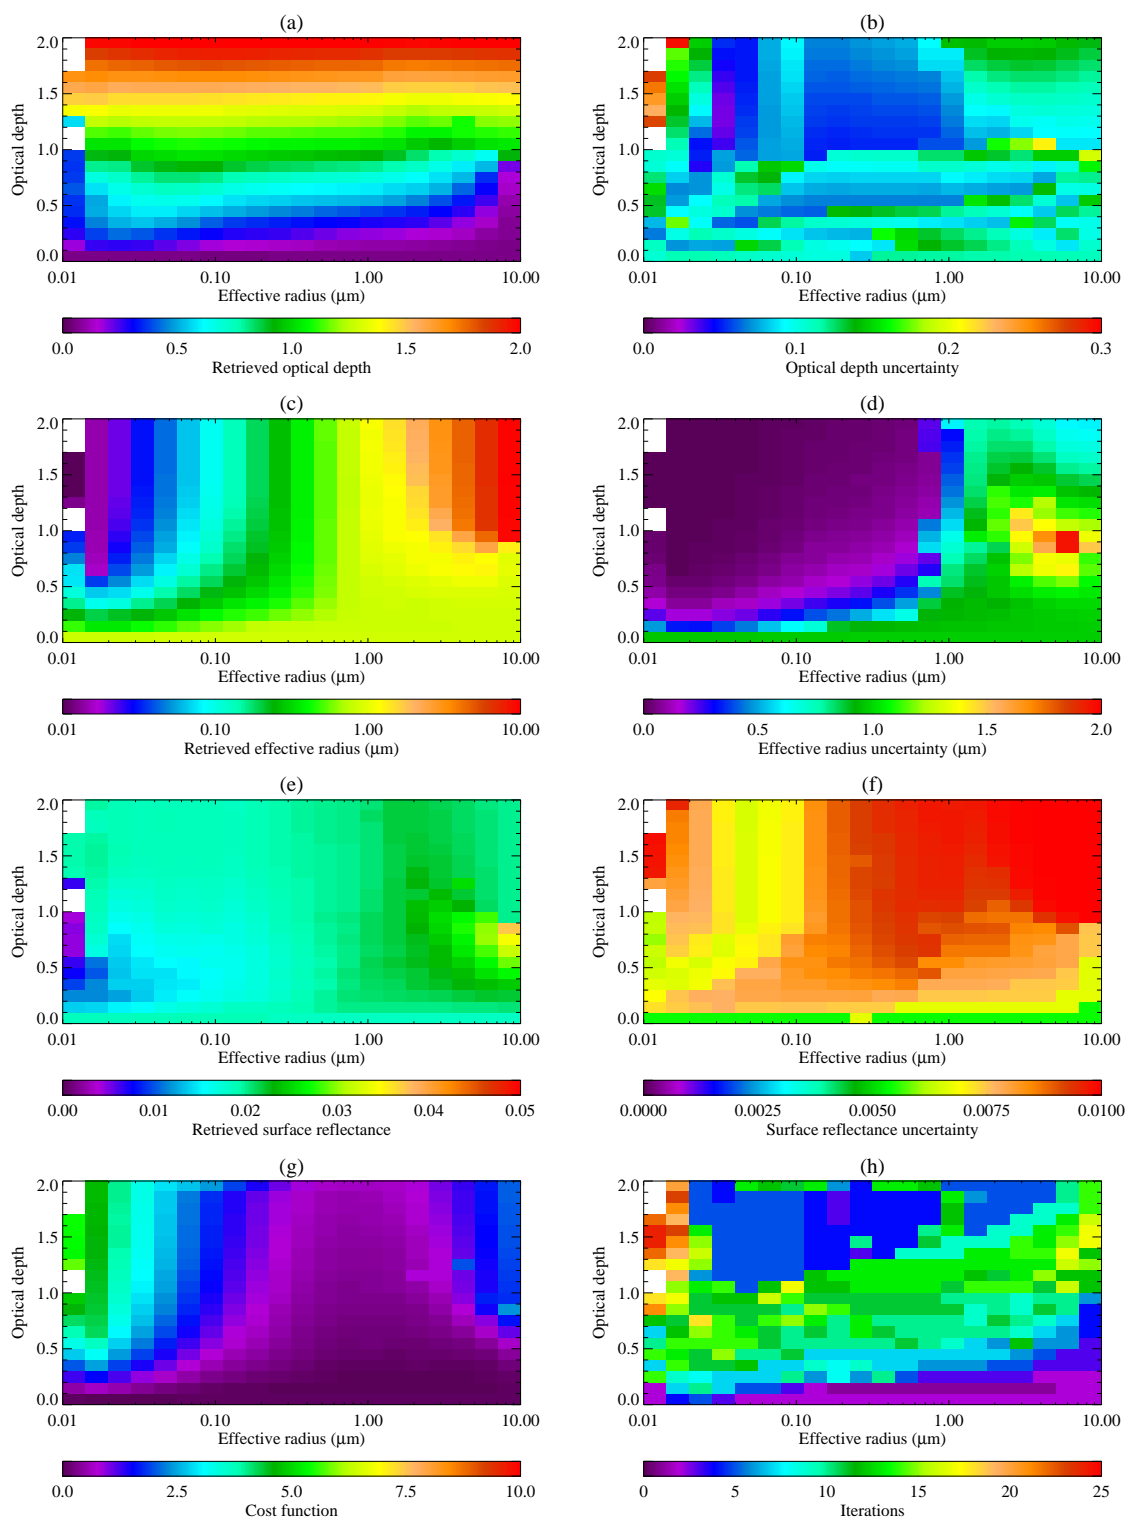 (a)
2.0
1.5
1.0
0.5
0.0
Optical depth
0.01 0.10 1.00 10.00
Effective radius (μm)
0.0 0.5 1.0 1.5 2.0
Retrieved optical depth
(b)
2.0
1.5
1.0
0.5
0.0
Optical depth
0.01 0.10 1.00 10.00
Effective radius (μm)
0.0 0.1 0.2 0.3
Optical depth uncertainty
(c)
2.0
1.5
1.0
0.5
0.0
Optical depth
0.01 0.10 1.00 10.00
Effective radius (μm)
0.01 0.10 1.00 10.00
Retrieved effective radius (μm)
(d)
2.0
1.5
1.0
0.5
0.0
Optical depth
0.01 0.10 1.00 10.00
Effective radius (μm)
0.0 0.5 1.0 1.5 2.0
Effective radius uncertainty (μm)
(e)
2.0
1.5
1.0
0.5
0.0
Optical depth
0.01 0.10 1.00 10.00
Effective radius (μm)
0.00 0.01 0.02 0.03 0.04 0.05
Retrieved surface reflectance
(f)
2.0
1.5
1.0
0.5
0.0
Optical depth
0.01 0.10 1.00 10.00
Effective radius (μm)
0.0000 0.0025 0.0050 0.0075 0.0100
Surface reflectance uncertainty
(g)
2.0
1.5
1.0
0.5
0.0
Optical depth
0.01 0.10 1.00 10.00
Effective radius (μm)
0.0 2.5 5.0 7.5 10.0
Cost function
(h)
2.0
1.5
1.0
0.5
0.0
Optical depth
0.01 0.10 1.00 10.00
Effective radius (μm)
0 5 10 15 20 25
Iterations